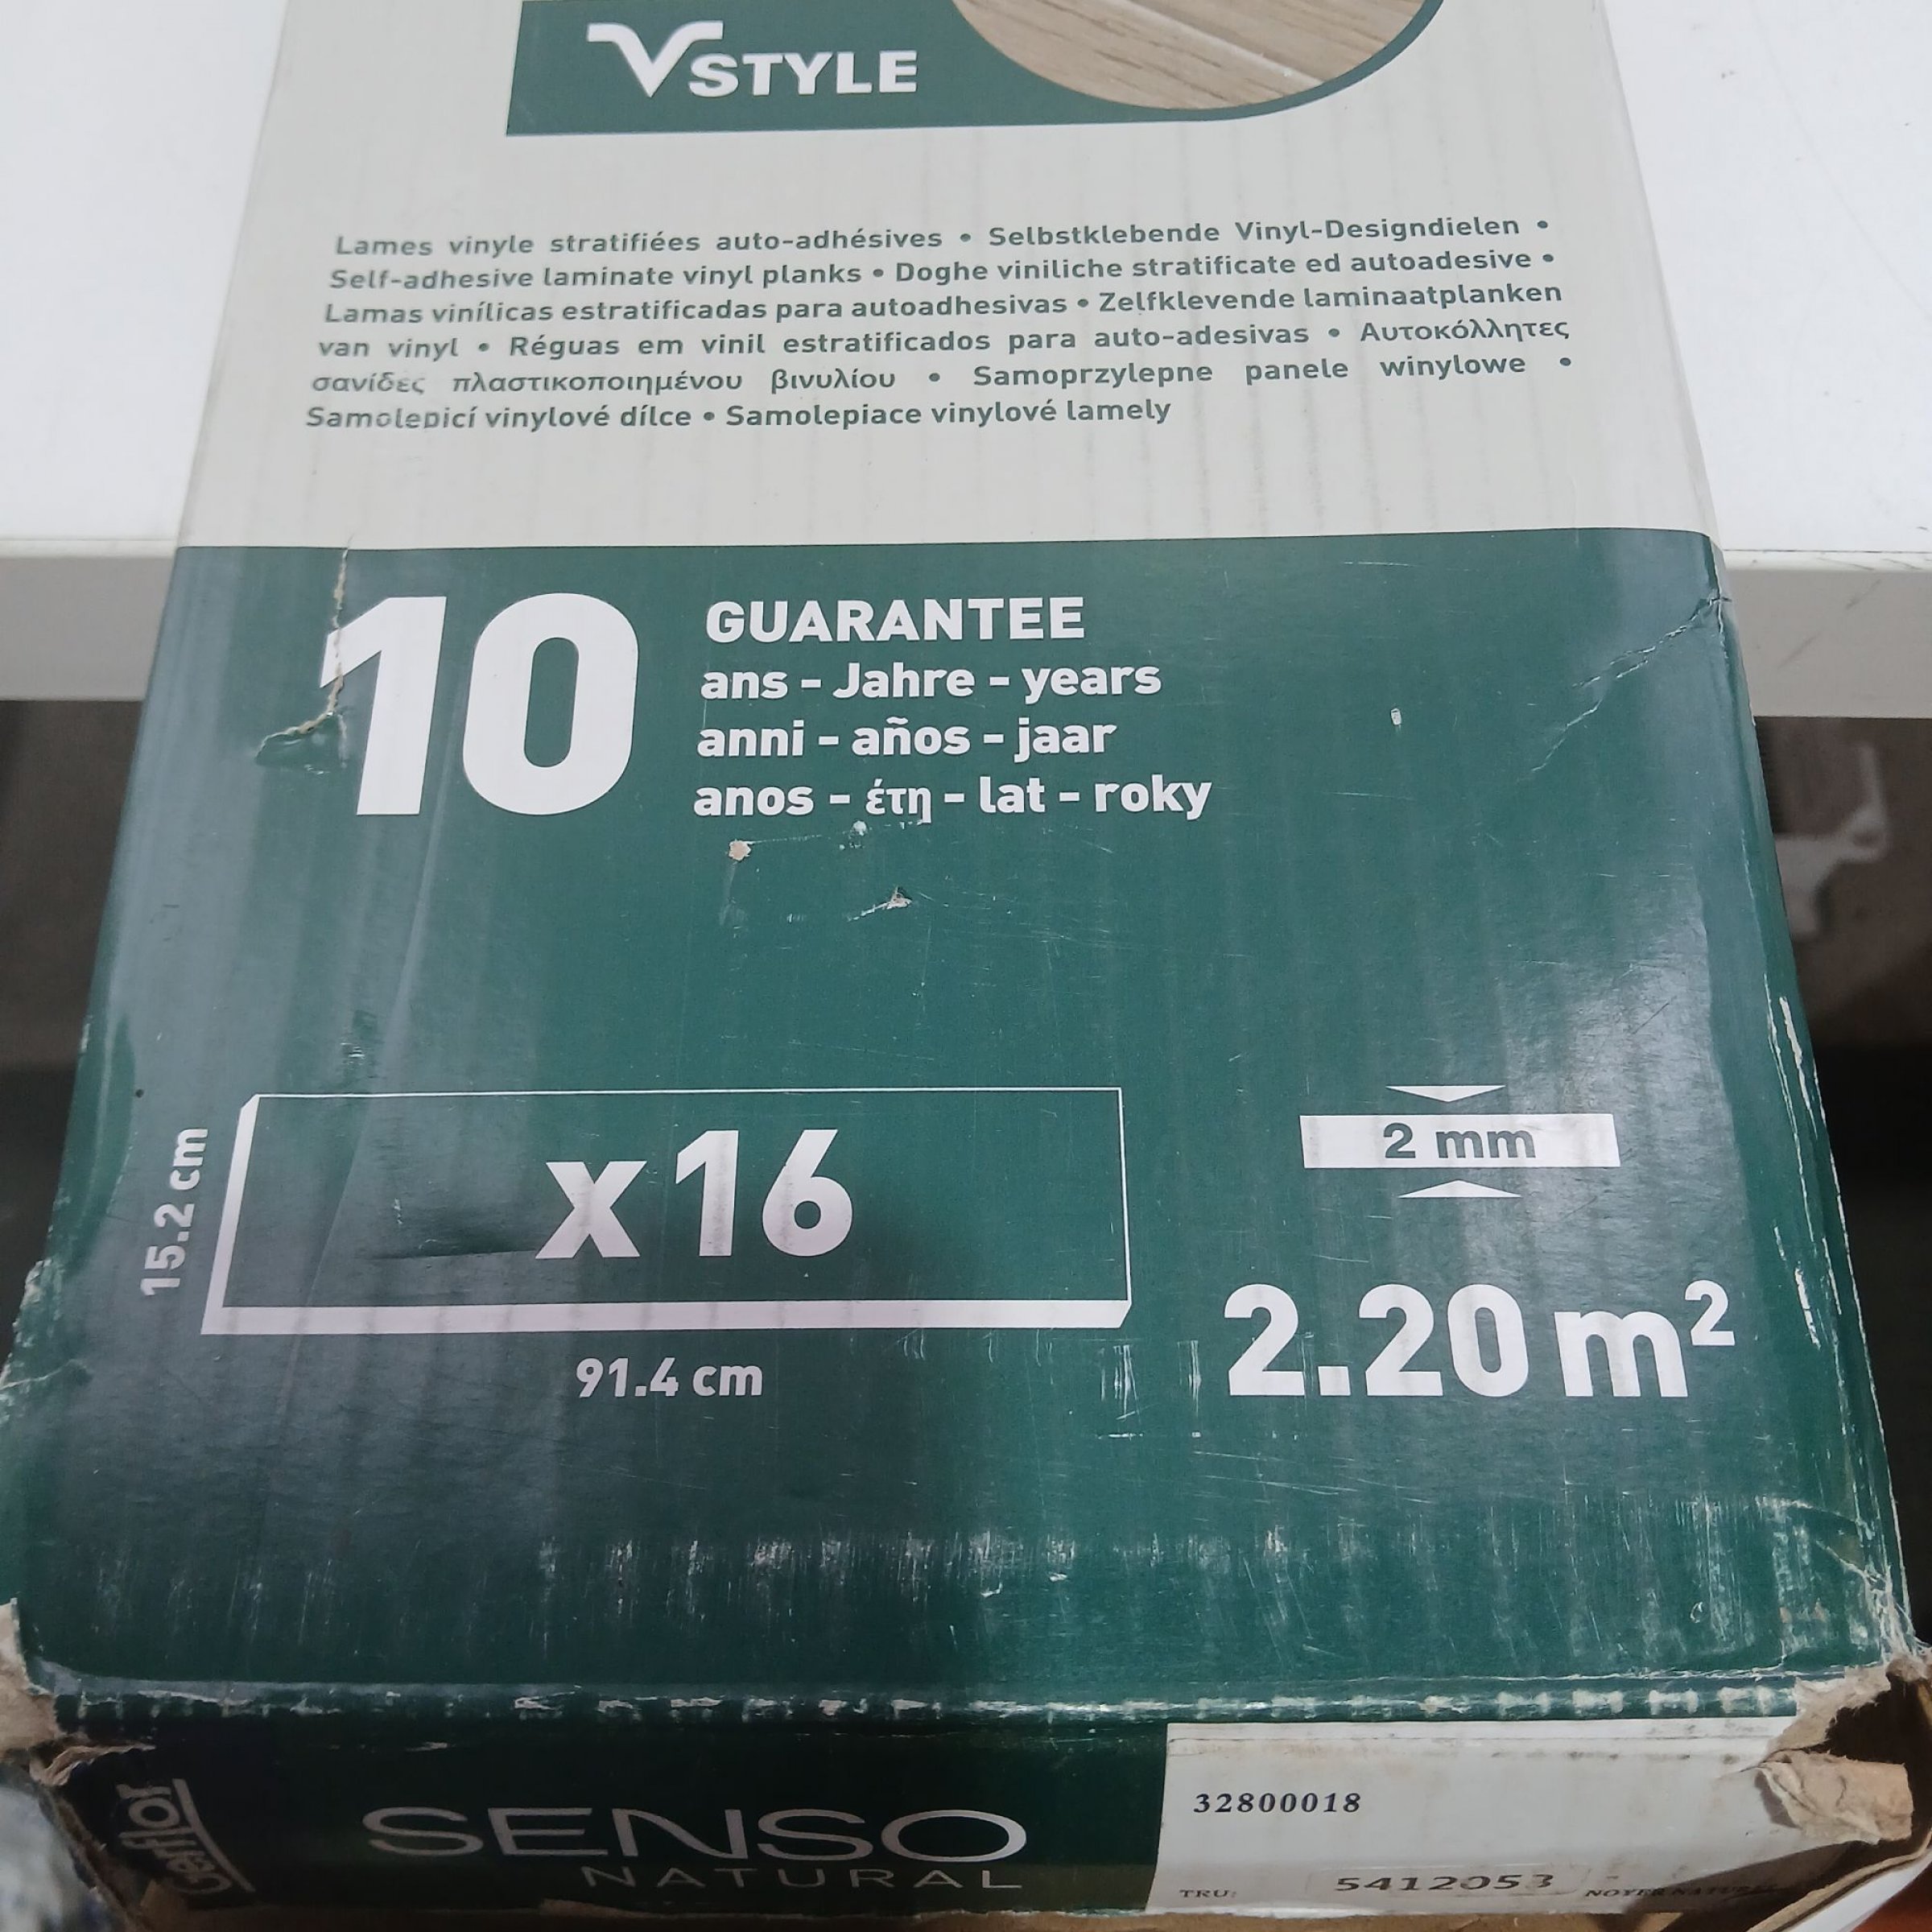 VSTYLE
Lames vinyle stratifiées auto-adhésives • Selbstklebende Vinyl-Designdielen •
Self-adhesive laminate vinyl planks • Doghe viniliche stratificate ed autoadesive •
Lamas vinílicas estratificadas para autoadhesivas • Zelfklevende laminaatplanken
van vinyl • Réguas em vinil estratificados para auto-adesivas • Αυτοκόλλητες
σανίδες πλαστικοποιημένου βινυλίου • Samoprzylepne panele winylowe •
Samolepicí vinylové dílce • Samolepiace vinylové lamely
10 GUARANTEE
ans - Jahre - years
anni - años - jaar
anos - έτη - lat - roky
15.2 cm
x16
91.4 cm
2 mm
2.20 m²
Gerflor
SENSO
NATURAL
32800018
TRU: 5412053 NOYER NATUREL